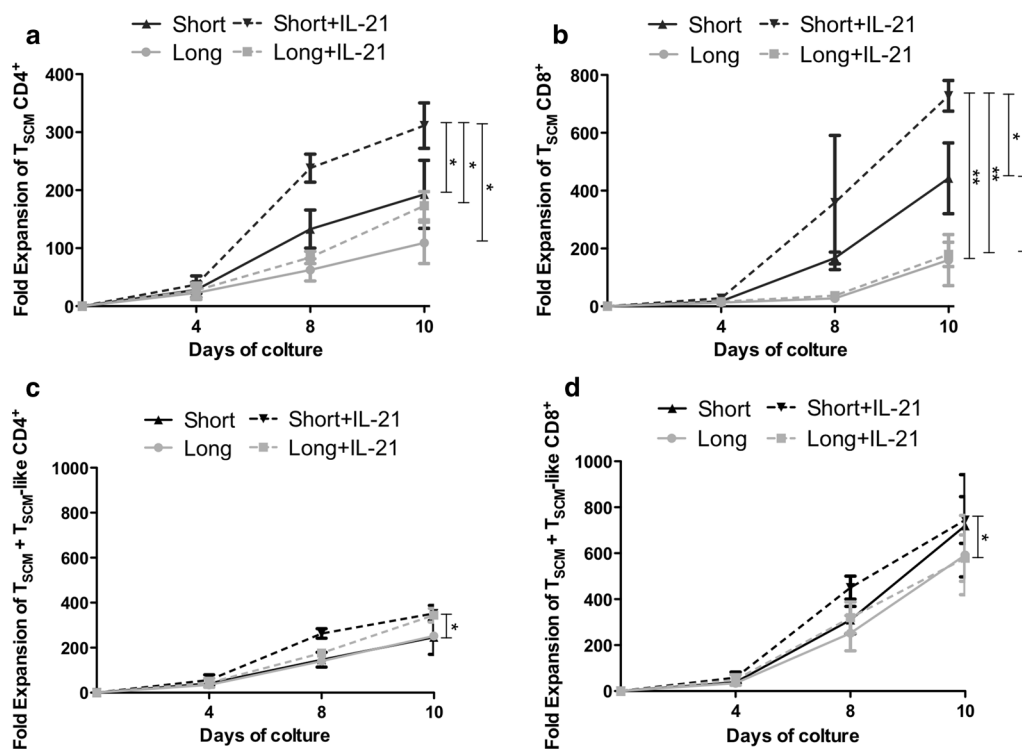 a
Short Short+IL-21
Long Long+IL-21
Fold Expansion of TSCM CD4+
400
300
200
100
0
4 8 10
Days of colture
* * *
b
Short Short+IL-21
Long Long+IL-21
Fold Expansion of TSCM CD8+
800
600
400
200
0
4 8 10
Days of colture
** ** *
c
Short Short+IL-21
Long Long+IL-21
Fold Expansion of TSCM + TSCM-like CD4+
1000
800
600
400
200
0
4 8 10
Days of colture
*
d
Short Short+IL-21
Long Long+IL-21
Fold Expansion of TSCM + TSCM-like CD8+
1000
800
600
400
200
0
4 8 10
Days of colture
*